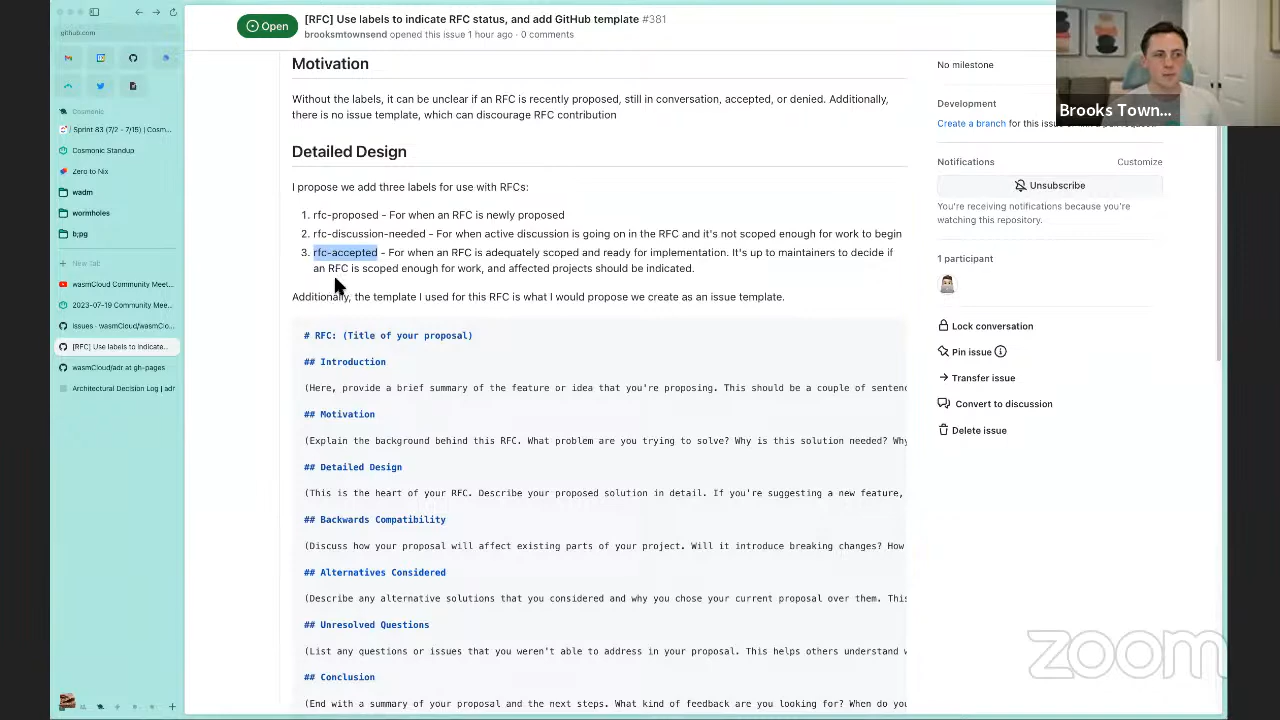 github.com
Cosmonic
Sprint 83 (7/2 - 7/15) | Cosm...
Cosmonic Standup
Zero to Nix
wadm
wormholes
b;pg
New Tab
wasmCloud Community Meet...
2023-07-19 Community Mee...
Issues · wasmCloud/wasmClo...
[RFC] Use labels to indicate...
wasmCloud/adr at gh-pages
Architectural Decision Log | adr
Open
[RFC] Use labels to indicate RFC status, and add GitHub template #381
brooksmtownsend opened this issue 1 hour ago · 0 comments
Motivation
Without the labels, it can be unclear if an RFC is recently proposed, still in conversation, accepted, or denied. Additionally,
there is no issue template, which can discourage RFC contribution
Detailed Design
I propose we add three labels for use with RFCs:
1. rfc-proposed - For when an RFC is newly proposed
2. rfc-discussion-needed - For when active discussion is going on in the RFC and it's not scoped enough for work to begin
3. rfc-accepted - For when an RFC is adequately scoped and ready for implementation. It's up to maintainers to decide if
an RFC is scoped enough for work, and affected projects should be indicated.
Additionally, the template I used for this RFC is what I would propose we create as an issue template.
# RFC: (Title of your proposal)
## Introduction
(Here, provide a brief summary of the feature or idea that you're proposing. This should be a couple of sentenc
## Motivation
(Explain the background behind this RFC. What problem are you trying to solve? Why is this solution needed? Why
## Detailed Design
(This is the heart of your RFC. Describe your proposed solution in detail. If you're suggesting a new feature,
## Backwards Compatibility
(Discuss how your proposal will affect existing parts of your project. Will it introduce breaking changes? How
## Alternatives Considered
(Describe any alternative solutions that you considered and why you chose your current proposal over them. This
## Unresolved Questions
(List any questions or issues that you weren't able to address in your proposal. This helps others understand w
## Conclusion
(End with a summary of your proposal and the next steps. What kind of feedback are you looking for? When do you
No milestone
Development
Create a branch for this issue
Notifications
Customize
Unsubscribe
You're receiving notifications because you're
watching this repository.
1 participant
Lock conversation
Pin issue
Transfer issue
Convert to discussion
Delete issue
Brooks Town...
zoom